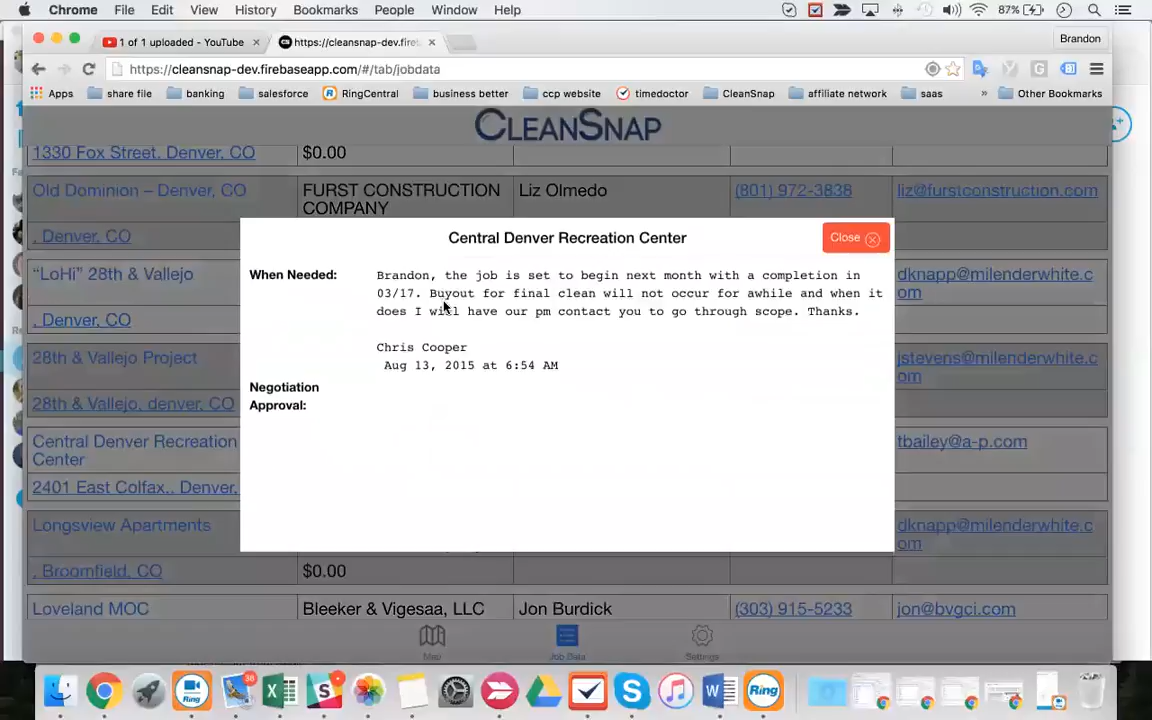 Chrome File Edit View History Bookmarks People Window Help 87%
1 of 1 uploaded - YouTube https://cleansnap-dev.fire Brandon
https://cleansnap-dev.firebaseapp.com/#/tab/jobdata
Apps share file banking salesforce RingCentral business better ccp website timedoctor CleanSnap affiliate network saas » Other Bookmarks
CLEANSNAP
1330 Fox Street, Denver, CO $0.00
Old Dominion – Denver, CO FURST CONSTRUCTION Liz Olmedo (801) 972-3838 liz@furstconstruction.com
COMPANY
, Denver, CO
Central Denver Recreation Center Close
“LoHi” 28th & Vallejo dknapp@milenderwhite.c
om
When Needed: Brandon, the job is set to begin next month with a completion in
03/17. Buyout for final clean will not occur for awhile and when it
does I will have our pm contact you to go through scope. Thanks.
, Denver, CO
Chris Cooper
Aug 13, 2015 at 6:54 AM
28th & Vallejo Project jstevens@milenderwhite.c
om
Negotiation
Approval:
28th & Vallejo, denver, CO
Central Denver Recreation tbailey@a-p.com
Center
2401 East Colfax,, Denver,
Longsview Apartments dknapp@milenderwhite.c
om
, Broomfield, CO $0.00
Loveland MOC Bleeker & Vigesaa, LLC Jon Burdick (303) 915-5233 jon@bvgci.com
Map Job Data Settings
Ring 36 Ring